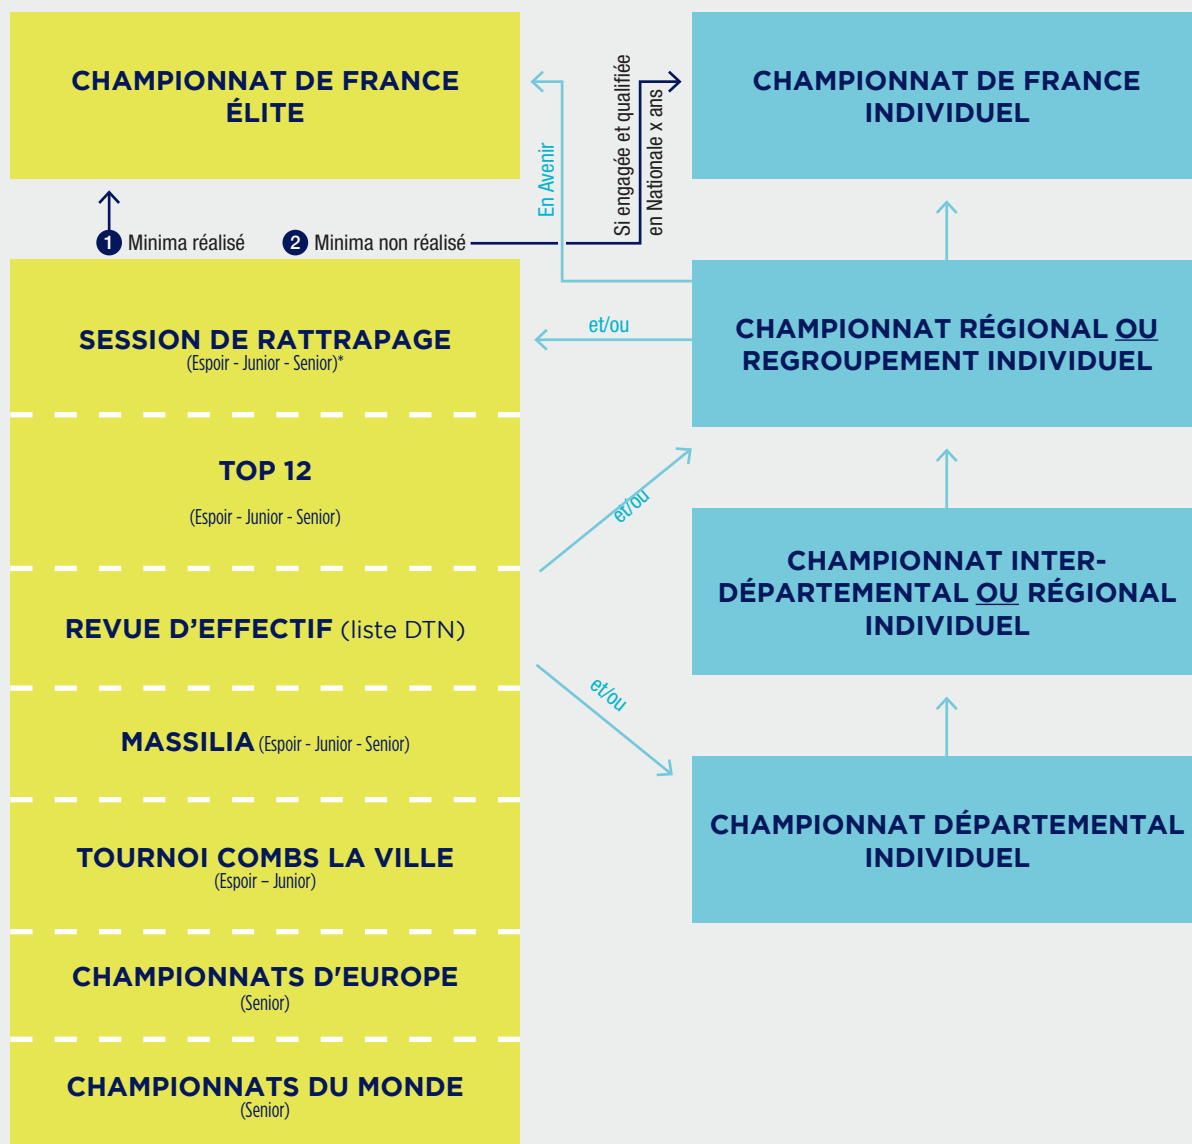 CHAMPIONNAT DE FRANCE
ÉLITE
En Avenir
Si engagée et qualifiée
en Nationale x ans
CHAMPIONNAT DE FRANCE
INDIVIDUEL
1 Minima réalisé
2 Minima non réalisé
SESSION DE RATTRAPAGE
(Espoir - Junior - Senior)*
et/ou
CHAMPIONNAT RÉGIONAL OU
REGROUPEMENT INDIVIDUEL
TOP 12
(Espoir - Junior - Senior)
et/ou
REVUE D’EFFECTIF (liste DTN)
CHAMPIONNAT INTER-
DÉPARTEMENTAL OU RÉGIONAL
INDIVIDUEL
et/ou
MASSILIA (Espoir - Junior - Senior)
TOURNOI COMBS LA VILLE
(Espoir – Junior)
CHAMPIONNAT DÉPARTEMENTAL
INDIVIDUEL
CHAMPIONNATS D'EUROPE
(Senior)
CHAMPIONNATS DU MONDE
(Senior)